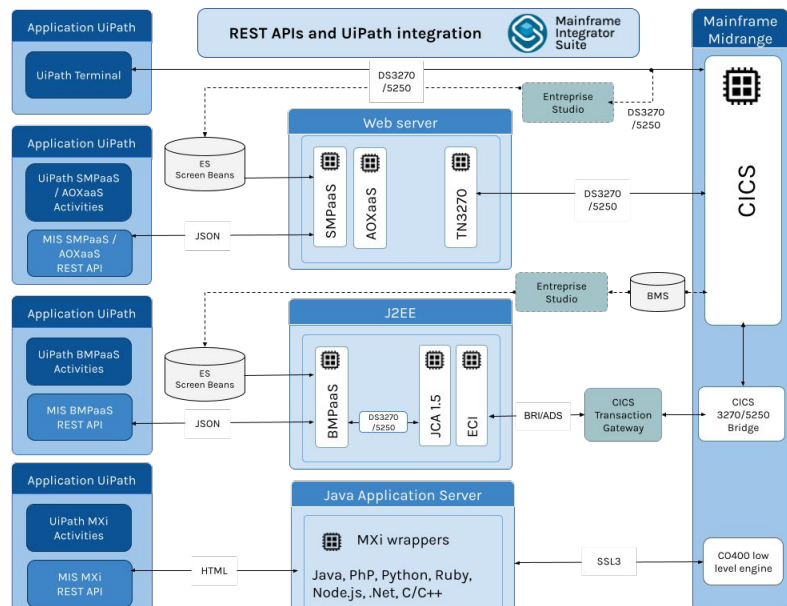 Application UiPath
UiPath Terminal
REST APIs and UiPath integration
Mainframe
Integrator
Suite
Mainframe
Midrange
DS3270
/5250
Entreprise
Studio
DS3270
/5250
CICS
Application UiPath
UiPath SMPaaS
/ AOXaaS
Activities
MIS SMPaaS /
AOXaaS
REST API
ES
Screen Beans
JSON
Web server
SMPaaS
AOXaaS
TN3270
DS3270
/5250
Application UiPath
UiPath BMPaaS
Activities
MIS BMPaaS
REST API
ES
Screen Beans
JSON
Entreprise
Studio
BMS
J2EE
BMPaaS
DS3270
/5250
JCA 1.5
ECI
BRI/ADS
CICS
Transaction
Gateway
CICS
3270/5250
Bridge
Application UiPath
UiPath MXi
Activities
MIS MXi
REST API
HTML
Java Application Server
MXi wrappers
Java, PhP, Python, Ruby,
Node.js, .Net, C/C++
SSL3
CO400 low
level engine